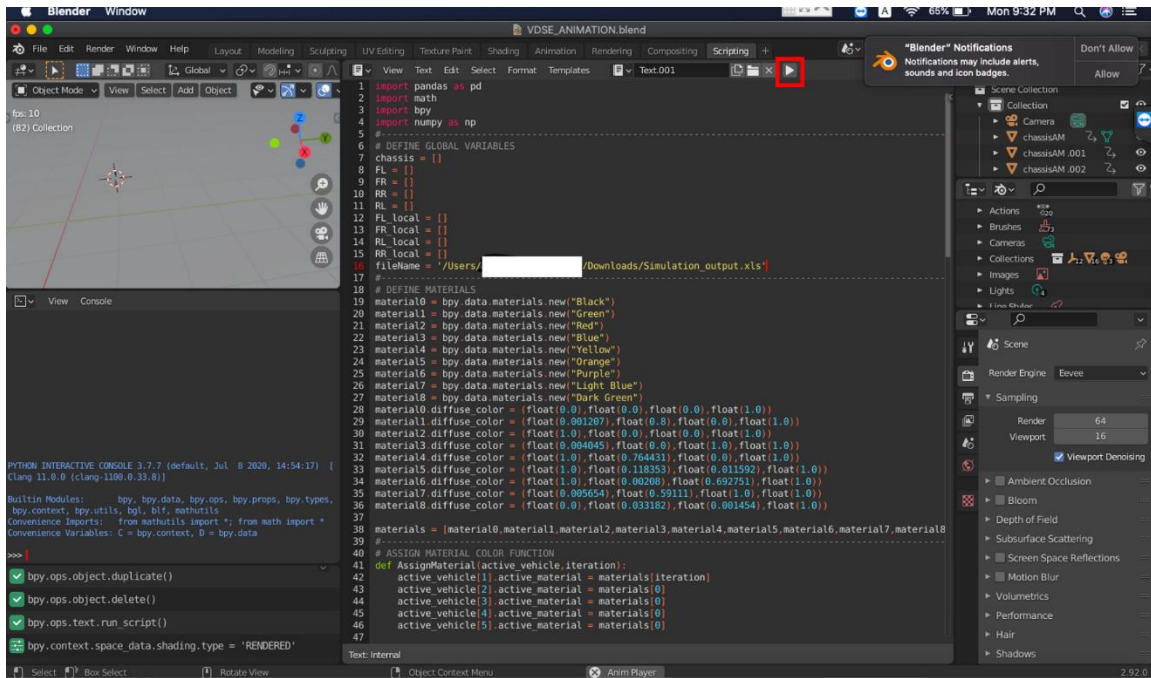 Blender Window 65% Mon 9:32 PM
VDSE_ANIMATION.blend
File Edit Render Window Help Layout Modeling Sculpting UV Editing Texture Paint Shading Animation Rendering Compositing Scripting +
"Blender" Notifications
Notifications may include alerts,
sounds and icon badges.
Don't Allow
Allow
Global
View Text Edit Select Format Templates Text.001
Object Mode View Select Add Object
fps: 10
(82) Collection
1 import pandas as pd
2 import math
3 import bpy
4 import numpy as np
5 #--------------------------------------------------
6 # DEFINE GLOBAL VARIABLES
7 chassis = []
8 FL = []
9 FR = []
10 RR = []
11 RL = []
12 FL_local = []
13 FR_local = []
14 RL_local = []
15 RR_local = []
16 fileName = '/Users/ /Downloads/Simulation_output.xls'
17 #--------------------------------------------------
18 # DEFINE MATERIALS
19 material0 = bpy.data.materials.new("Black")
20 material1 = bpy.data.materials.new("Green")
21 material2 = bpy.data.materials.new("Red")
22 material3 = bpy.data.materials.new("Blue")
23 material4 = bpy.data.materials.new("Yellow")
24 material5 = bpy.data.materials.new("Orange")
25 material6 = bpy.data.materials.new("Purple")
26 material7 = bpy.data.materials.new("Light Blue")
27 material8 = bpy.data.materials.new("Dark Green")
28 material0.diffuse_color = (float(0.0),float(0.0),float(0.0),float(1.0))
29 material1.diffuse_color = (float(0.001207),float(0.8),float(0.0),float(1.0))
30 material2.diffuse_color = (float(1.0),float(0.0),float(0.0),float(1.0))
31 material3.diffuse_color = (float(0.004045),float(0.0),float(1.0),float(1.0))
32 material4.diffuse_color = (float(1.0),float(0.764431),float(0.0),float(1.0))
33 material5.diffuse_color = (float(1.0),float(0.118353),float(0.011592),float(1.0))
34 material6.diffuse_color = (float(1.0),float(0.00208),float(0.692751),float(1.0))
35 material7.diffuse_color = (float(0.005654),float(0.59111),float(1.0),float(1.0))
36 material8.diffuse_color = (float(0.0),float(0.033182),float(0.001454),float(1.0))
37
38 materials = [material0,material1,material2,material3,material4,material5,material6,material7,material8
39 #--------------------------------------------------
40 # ASSIGN MATERIAL COLOR FUNCTION
41 def AssignMaterial(active_vehicle,iteration):
42 active_vehicle[1].active_material = materials[iteration]
43 active_vehicle[2].active_material = materials[0]
44 active_vehicle[3].active_material = materials[0]
45 active_vehicle[4].active_material = materials[0]
46 active_vehicle[5].active_material = materials[0]
47
Text: Internal
View Console
PYTHON INTERACTIVE CONSOLE 3.7.7 (default, Jul 8 2020, 14:54:17) [
Clang 11.0.0 (clang-1100.0.33.8)]
Builtin Modules: bpy, bpy.data, bpy.ops, bpy.props, bpy.types,
bpy.context, bpy.utils, bgl, blf, mathutils
Convenience Imports: from mathutils import *; from math import *
Convenience Variables: C = bpy.context, D = bpy.data
>>>
bpy.ops.object.duplicate()
bpy.ops.object.delete()
bpy.ops.text.run_script()
bpy.context.space_data.shading.type = 'RENDERED'
Scene Collection
Collection
Camera
chassisAM
chassisAM.001
chassisAM.002
Actions
Brushes
Cameras
Collections
Images
Lights
Line Styles
Scene
Render Engine Eevee
Sampling
Render 64
Viewport 16
Viewport Denoising
Ambient Occlusion
Bloom
Depth of Field
Subsurface Scattering
Screen Space Reflections
Motion Blur
Volumetrics
Performance
Hair
Shadows
Select Box Select Rotate View Object Context Menu Anim Player 2.92.0